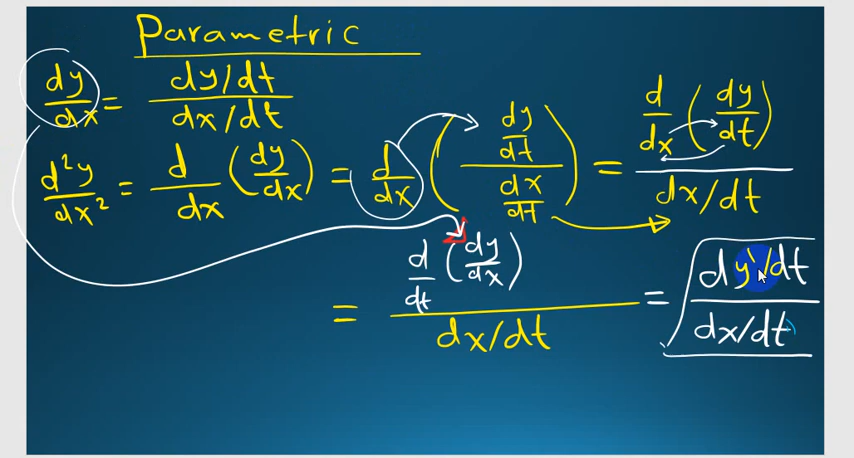 Parametric
dy/dx = (dy/dt)/(dx/dt)
d²y/dx² = d/dx (dy/dx) = d/dx ((dy/dt)/(dx/dt)) = (d/dx (dy/dt))/(dx/dt)
= (d/dt (dy/dx))/(dx/dt) = (dy'/dt)/(dx/dt)